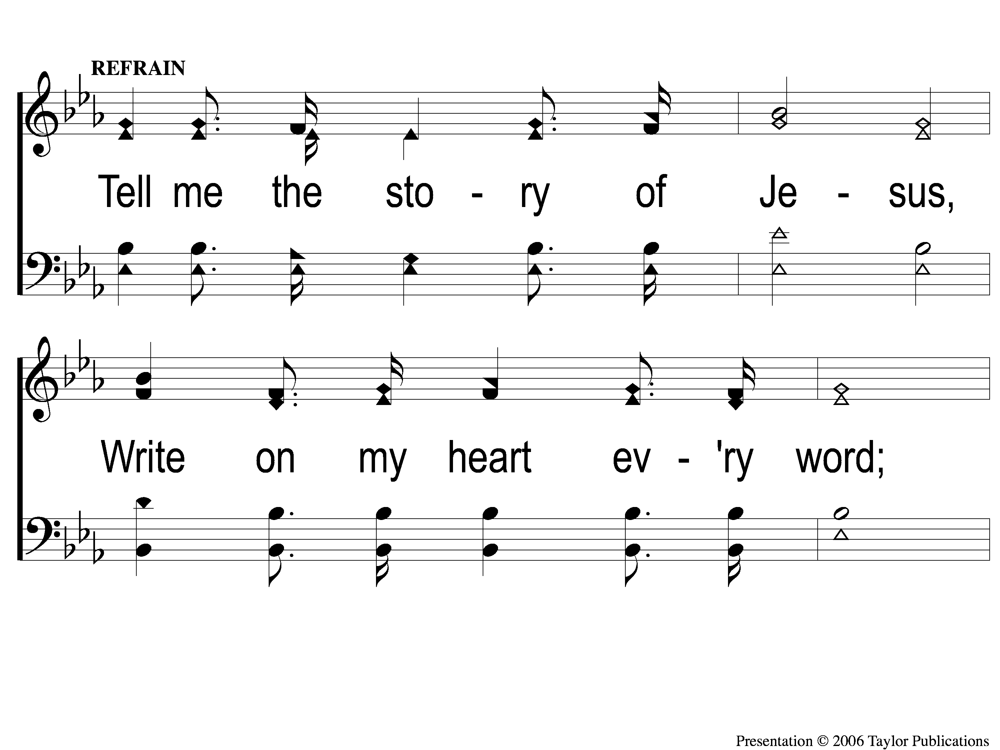 REFRAIN
Tell me the sto - ry of Je - sus,
Write on my heart ev - 'ry word;
Presentation © 2006 Taylor Publications